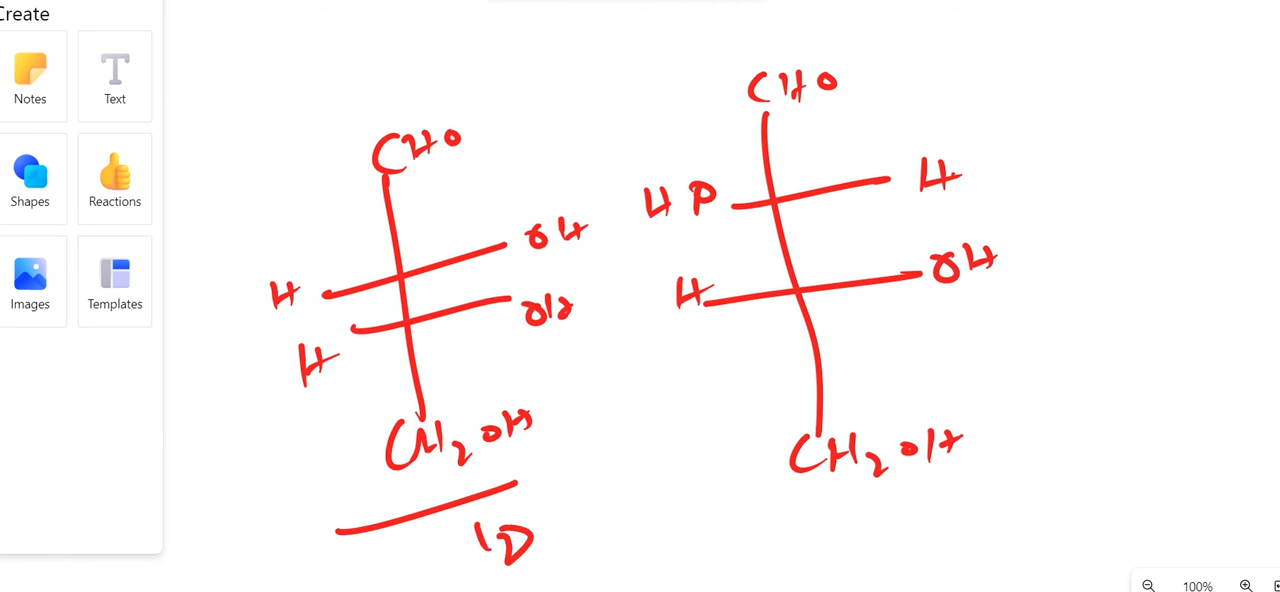 Create
Notes
Text
Shapes
Reactions
Images
Templates
CHO
H OH
H OH
CH2OH
D
CHO
HO H
H OH
CH2OH
100%